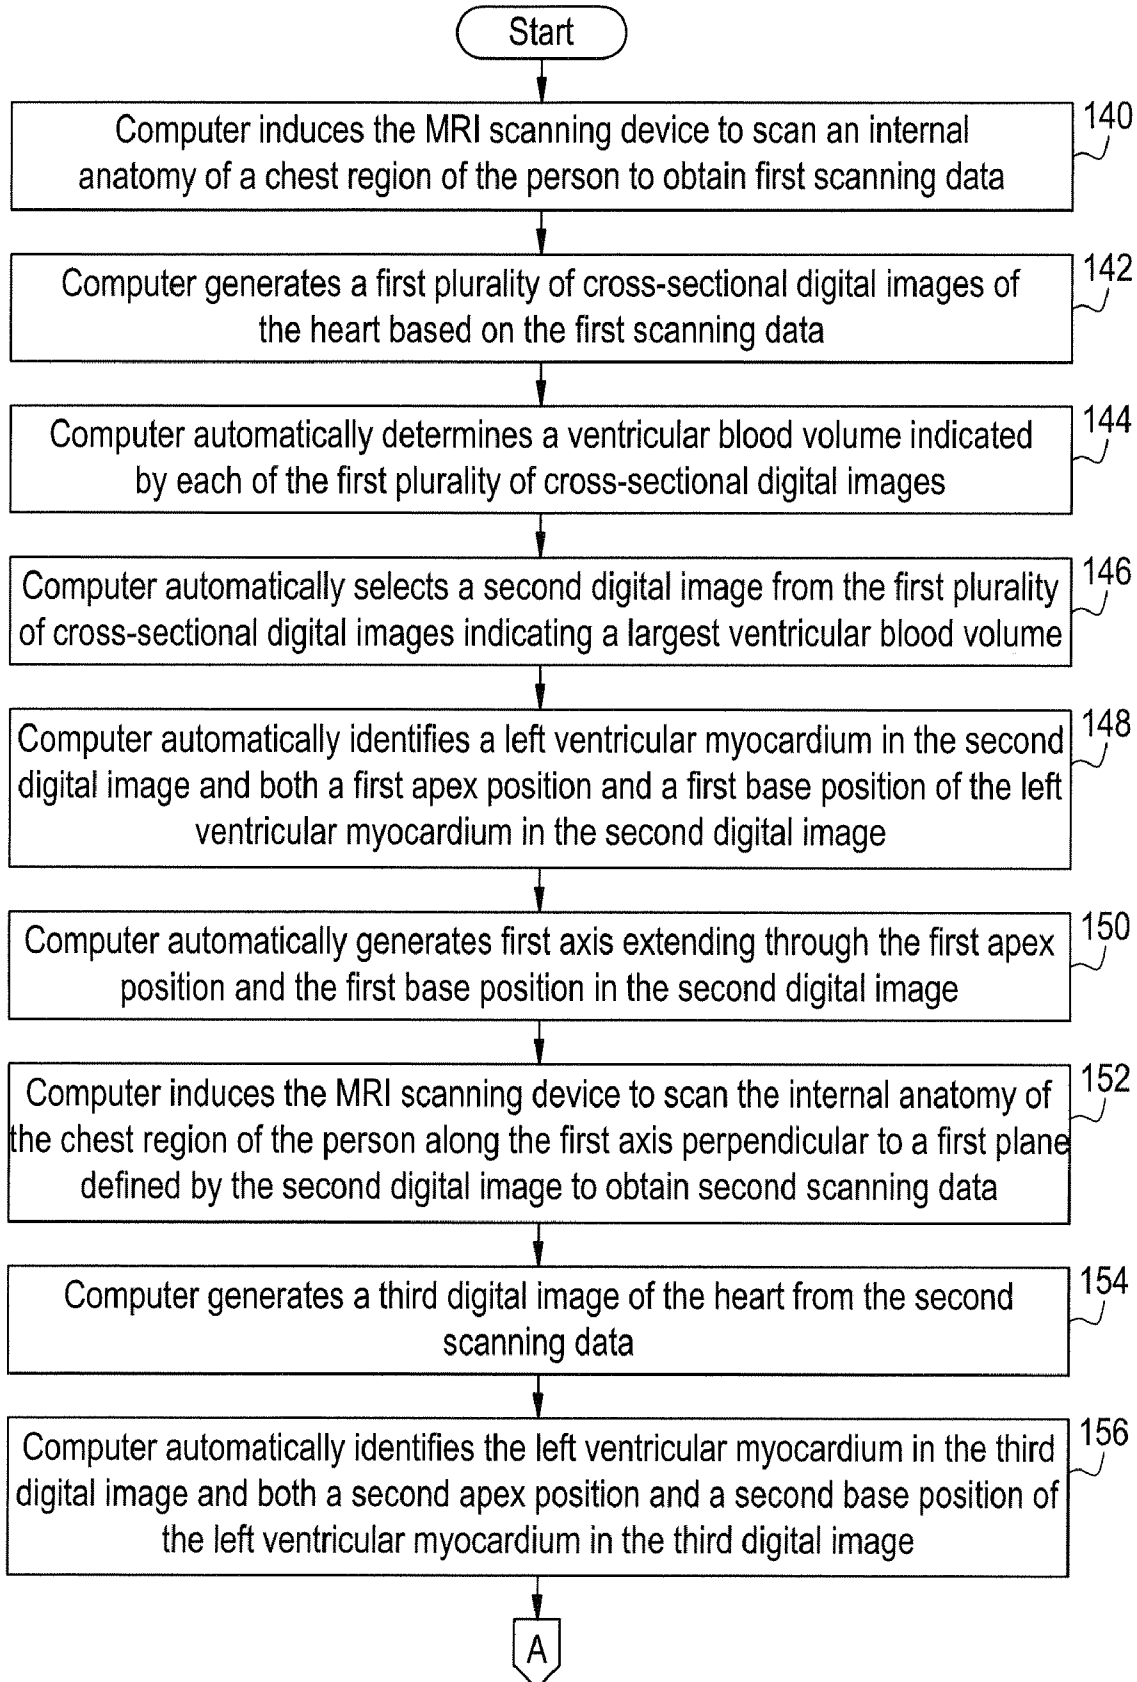 Start
Computer induces the MRI scanning device to scan an internal
anatomy of a chest region of the person to obtain first scanning data
140
Computer generates a first plurality of cross-sectional digital images of
the heart based on the first scanning data
142
Computer automatically determines a ventricular blood volume indicated
by each of the first plurality of cross-sectional digital images
144
Computer automatically selects a second digital image from the first plurality
of cross-sectional digital images indicating a largest ventricular blood volume
146
Computer automatically identifies a left ventricular myocardium in the second
digital image and both a first apex position and a first base position of the left
ventricular myocardium in the second digital image
148
Computer automatically generates first axis extending through the first apex
position and the first base position in the second digital image
150
Computer induces the MRI scanning device to scan the internal anatomy of
the chest region of the person along the first axis perpendicular to a first plane
defined by the second digital image to obtain second scanning data
152
Computer generates a third digital image of the heart from the second
scanning data
154
Computer automatically identifies the left ventricular myocardium in the third
digital image and both a second apex position and a second base position of
the left ventricular myocardium in the third digital image
156
A